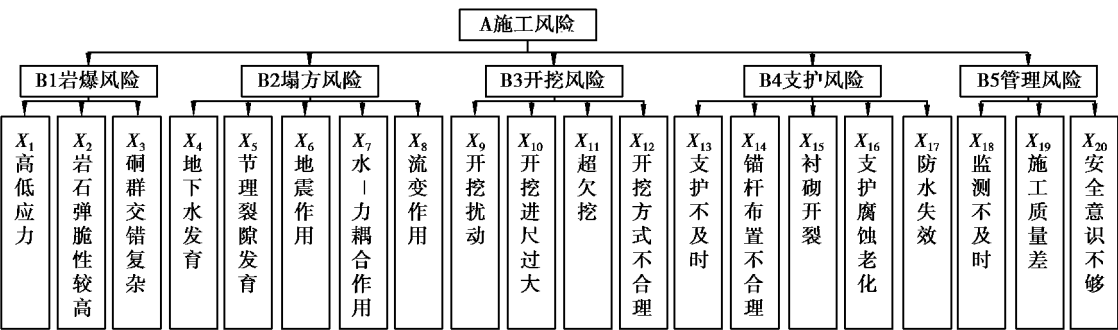 A施工风险
B1岩爆风险
B2塌方风险
B3开挖风险
B4支护风险
B5管理风险
X1高低应力
X2岩石弹脆性较高
X3硐群交错复杂
X4地下水发育
X5节理裂隙发育
X6地震作用
X7水-力耦合作用
X8流变作用
X9开挖扰动
X10开挖进尺过大
X11超欠挖
X12开挖方式不合理
X13支护不及时
X14锚杆布置不合理
X15衬砌开裂
X16支护腐蚀老化
X17防水失效
X18监测不及时
X19施工质量差
X20安全意识不够